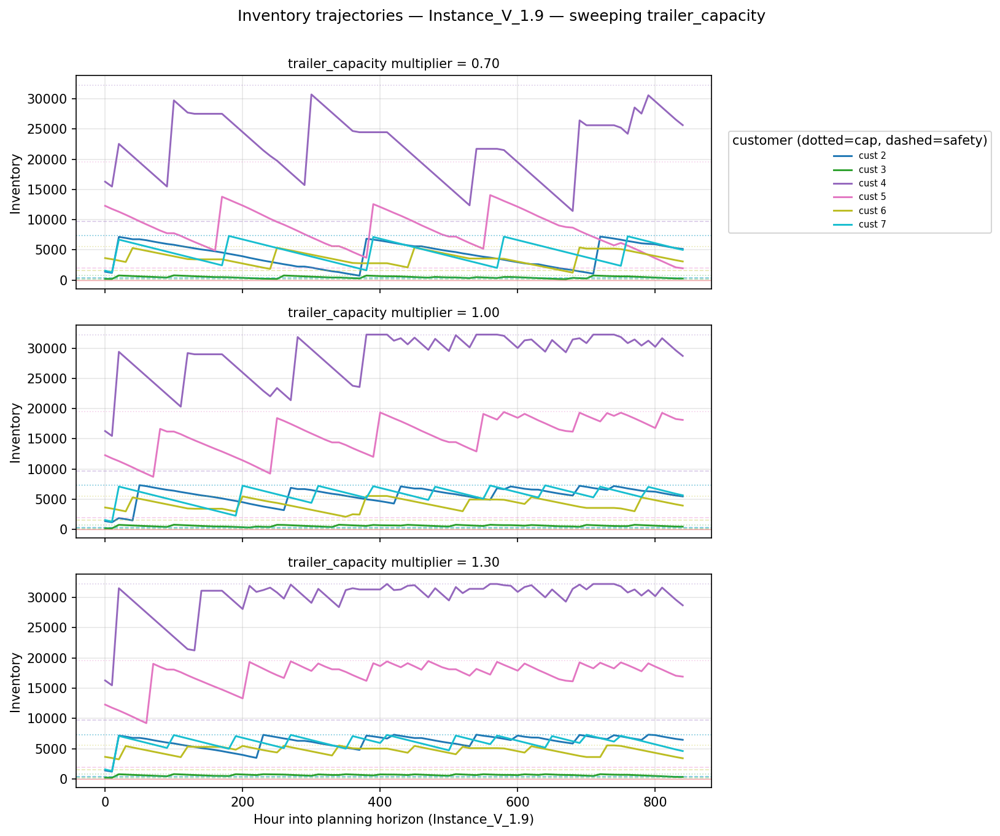 Inventory trajectories — Instance_V_1.9 — sweeping trailer_capacity
trailer_capacity multiplier = 0.70
30000
25000
20000
15000
10000
5000
0
Inventory
customer (dotted=cap, dashed=safety)
cust 2
cust 3
cust 4
cust 5
cust 6
cust 7
trailer_capacity multiplier = 1.00
30000
25000
20000
15000
10000
5000
0
Inventory
trailer_capacity multiplier = 1.30
30000
25000
20000
15000
10000
5000
0
Inventory
0 200 400 600 800
Hour into planning horizon (Instance_V_1.9)